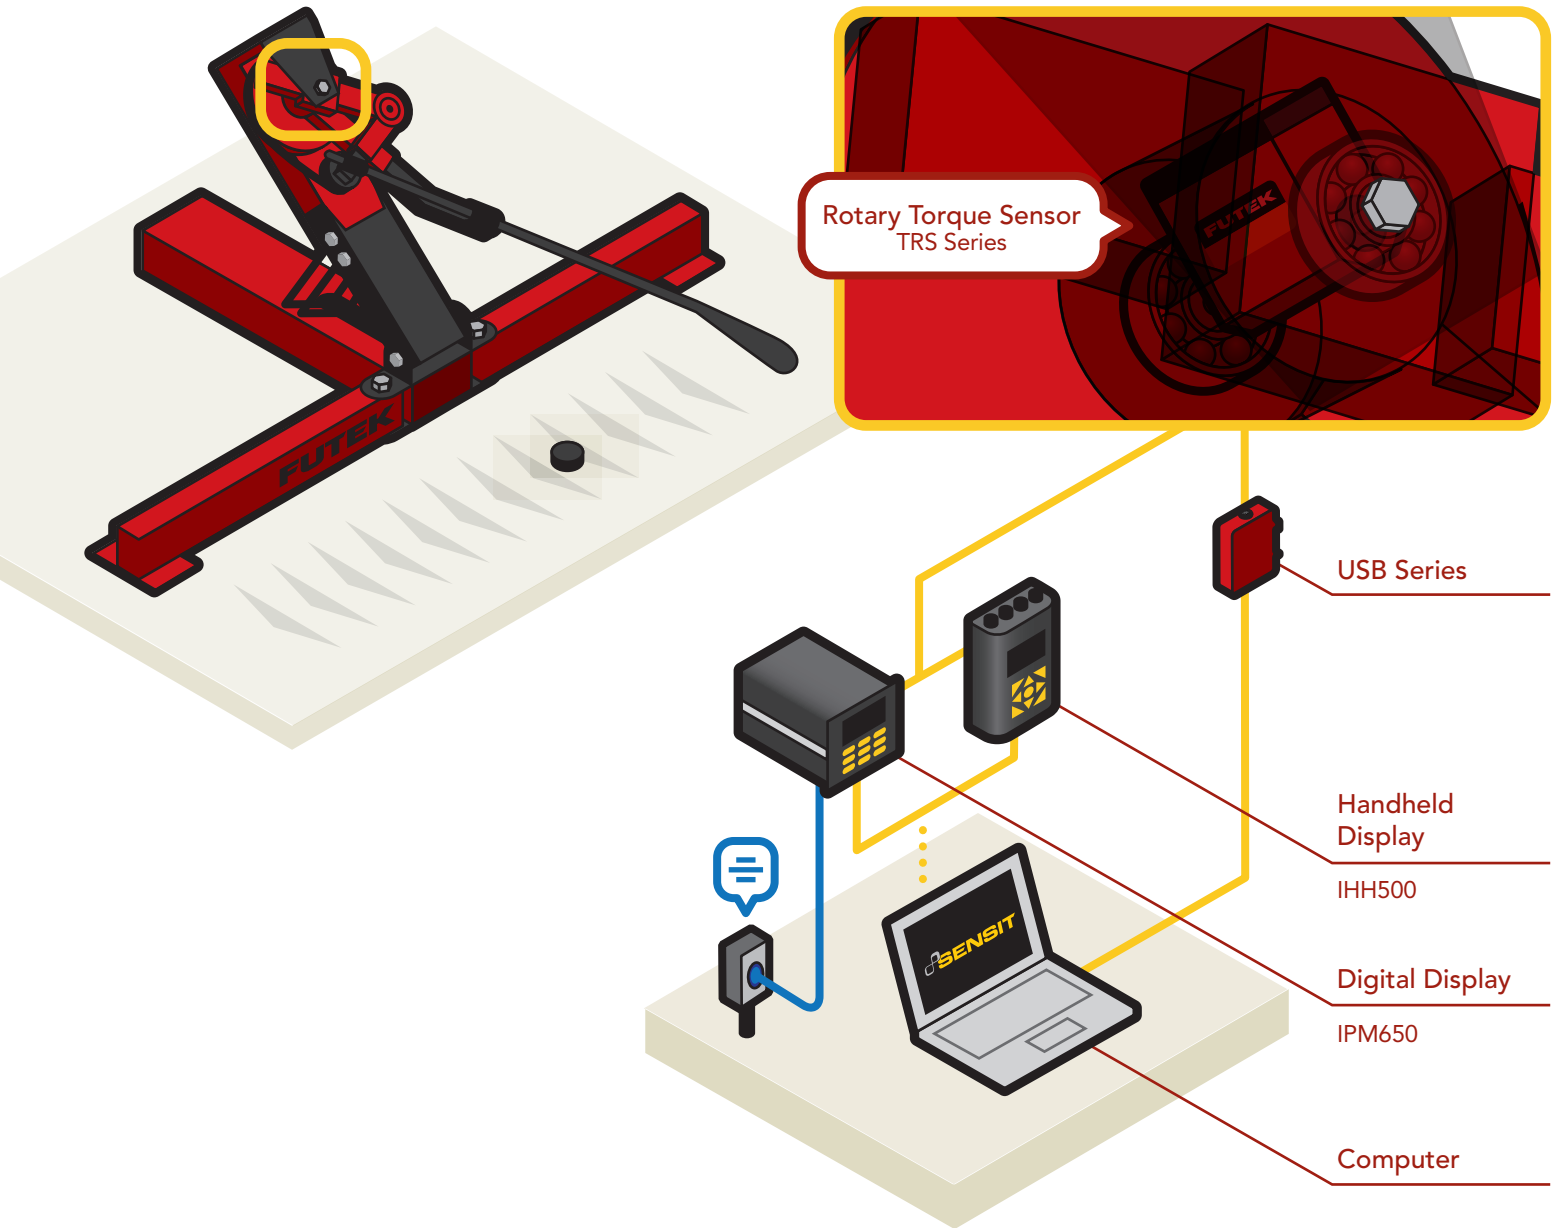 FUTEK
Rotary Torque Sensor
TRS Series
FUTEK
USB Series
Handheld
Display
IHH500
Digital Display
IPM650
Computer
SENSIT